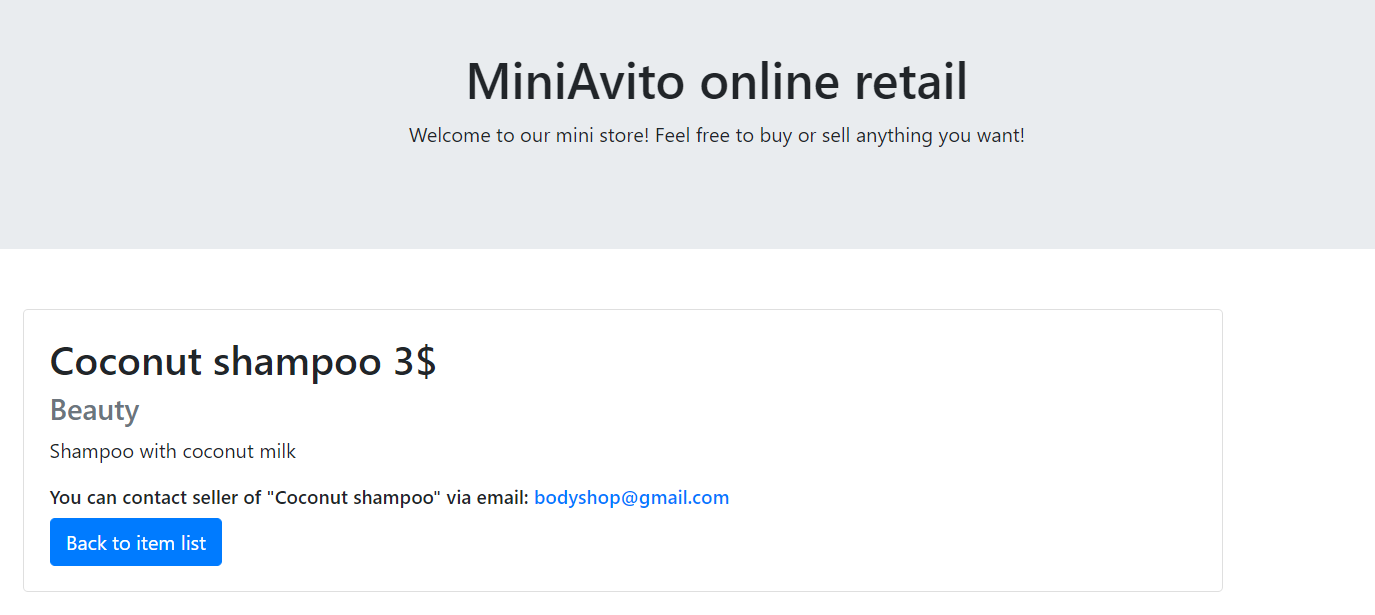 MiniAvito online retail
Welcome to our mini store! Feel free to buy or sell anything you want!
Coconut shampoo 3$
Beauty
Shampoo with coconut milk
You can contact seller of "Coconut shampoo" via email: bodyshop@gmail.com
Back to item list